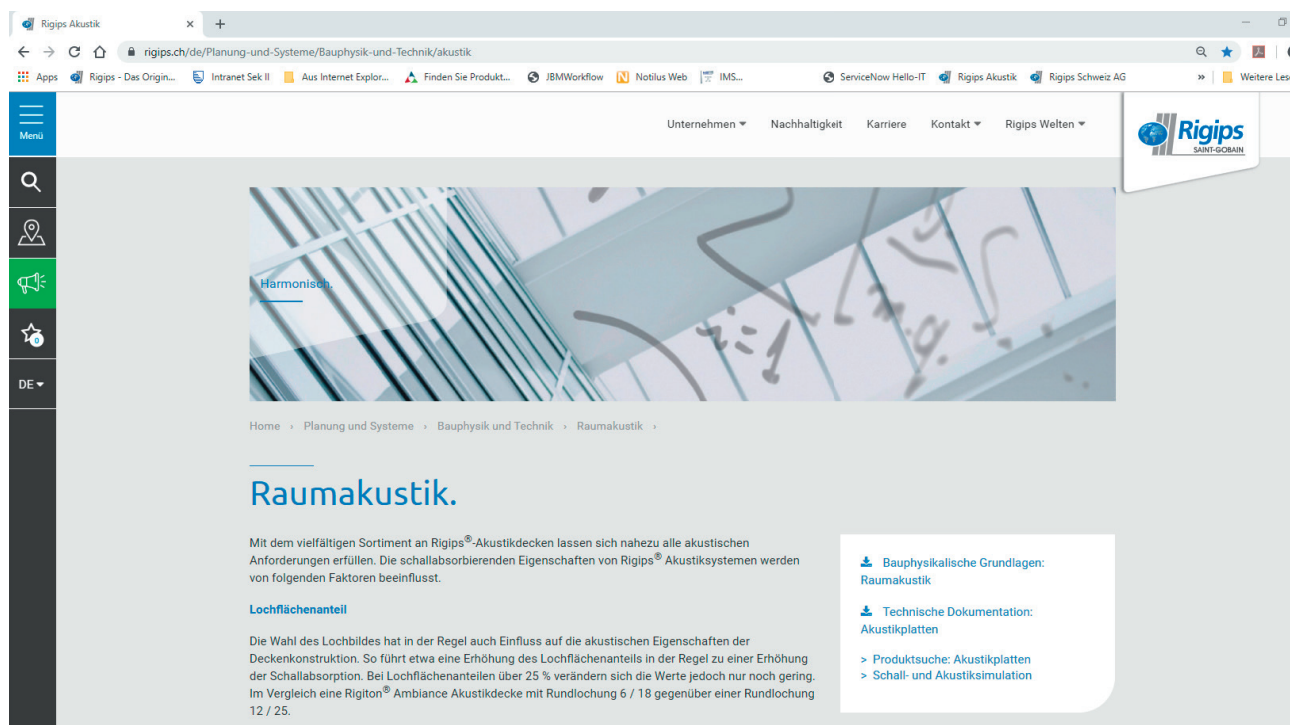 Rigips Akustik
rigips.ch/de/Planung-und-Systeme/Bauphysik-und-Technik/akustik
Apps Rigips - Das Origin... Intranet Sek II Aus Internet Explor... Finden Sie Produkt... JBMWorkflow Notilus Web IMS... ServiceNow Hello-IT Rigips Akustik Rigips Schweiz AG » Weitere Les
Menü
Unternehmen Nachhaltigkeit Karriere Kontakt Rigips Welten
Rigips
SAINT-GOBAIN
Harmonisch.
i=1
m.g.
0
DE
Home › Planung und Systeme › Bauphysik und Technik › Raumakustik ›
Raumakustik.
Mit dem vielfältigen Sortiment an Rigips®-Akustikdecken lassen sich nahezu alle akustischen
Anforderungen erfüllen. Die schallabsorbierenden Eigenschaften von Rigips® Akustiksystemen werden
von folgenden Faktoren beeinflusst.
Lochflächenanteil
Die Wahl des Lochbildes hat in der Regel auch Einfluss auf die akustischen Eigenschaften der
Deckenkonstruktion. So führt etwa eine Erhöhung des Lochflächenanteils in der Regel zu einer Erhöhung
der Schallabsorption. Bei Lochflächenanteilen über 25 % verändern sich die Werte jedoch nur noch gering.
Im Vergleich eine Rigiton® Ambiance Akustikdecke mit Rundlochung 6 / 18 gegenüber einer Rundlochung
12 / 25.
Bauphysikalische Grundlagen:
Raumakustik
Technische Dokumentation:
Akustikplatten
> Produktsuche: Akustikplatten
> Schall- und Akustiksimulation